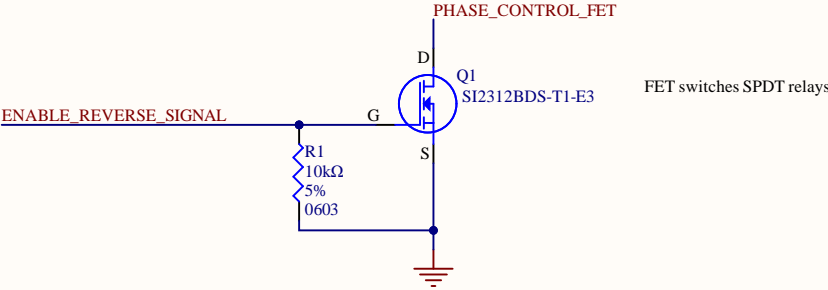 PHASE_CONTROL_FET
D
Q1
SI2312BDS-T1-E3
FET switches SPDT relays
ENABLE_REVERSE_SIGNAL
G
R1
10kΩ
5%
0603
S